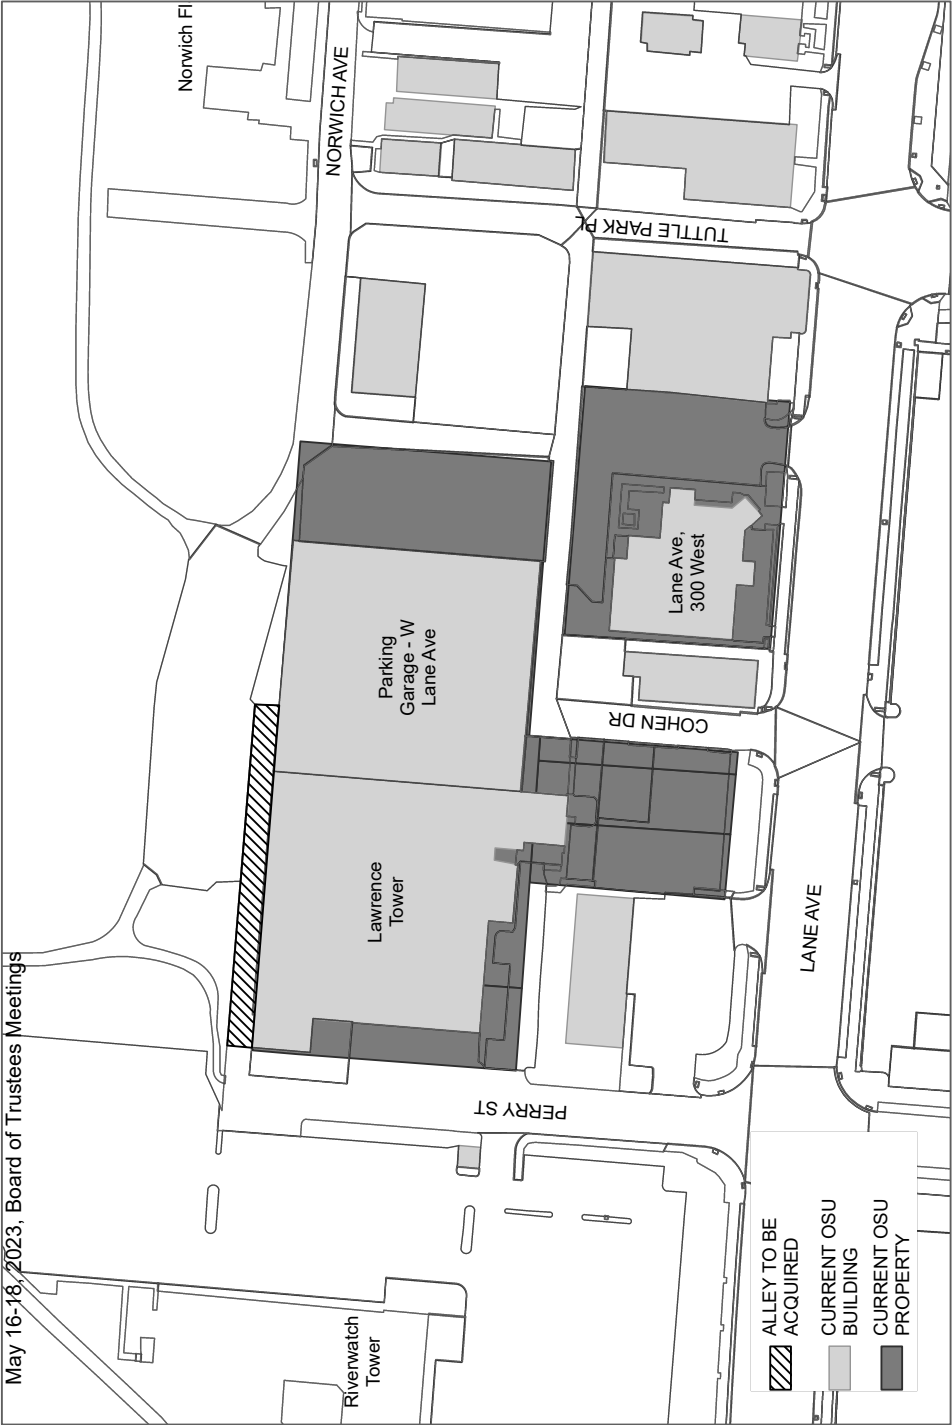 May 16-18, 2023, Board of Trustees Meetings
Norwich Fl
NORWICH AVE
TUTTLE PARK PL
Parking
Garage - W
Lane Ave
Lane Ave,
300 West
COHEN DR
Lawrence
Tower
LANE AVE
PERRY ST
Riverwatch
Tower
ALLEY TO BE
ACQUIRED
CURRENT OSU
BUILDING
CURRENT OSU
PROPERTY